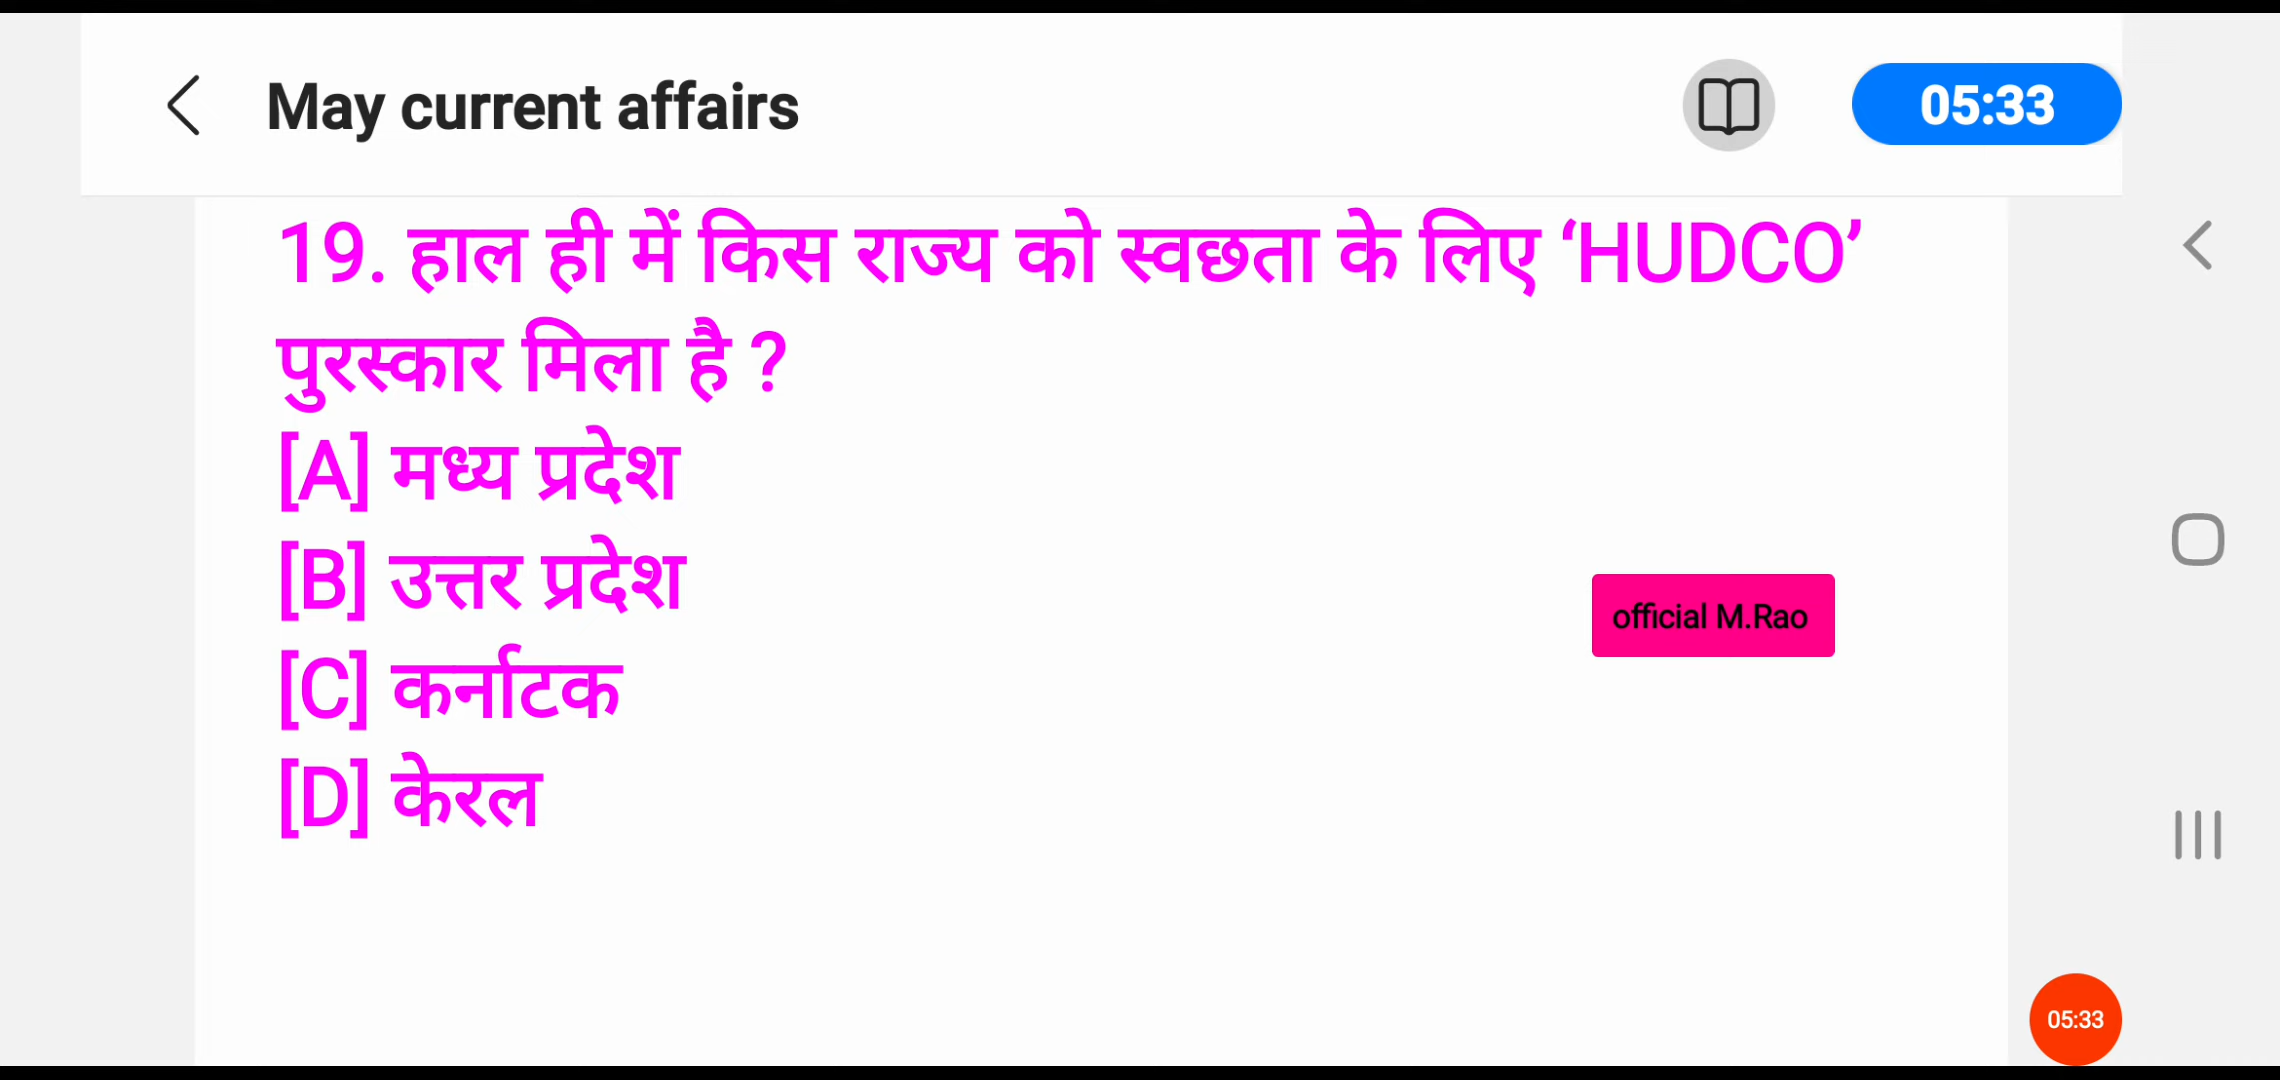 May current affairs
05:33
19. हाल ही में किस राज्य को स्वछता के लिए ‘HUDCO’
पुरस्कार मिला है ?
[A] मध्य प्रदेश
[B] उत्तर प्रदेश
[C] कर्नाटक
[D] केरल
official M.Rao
05:33